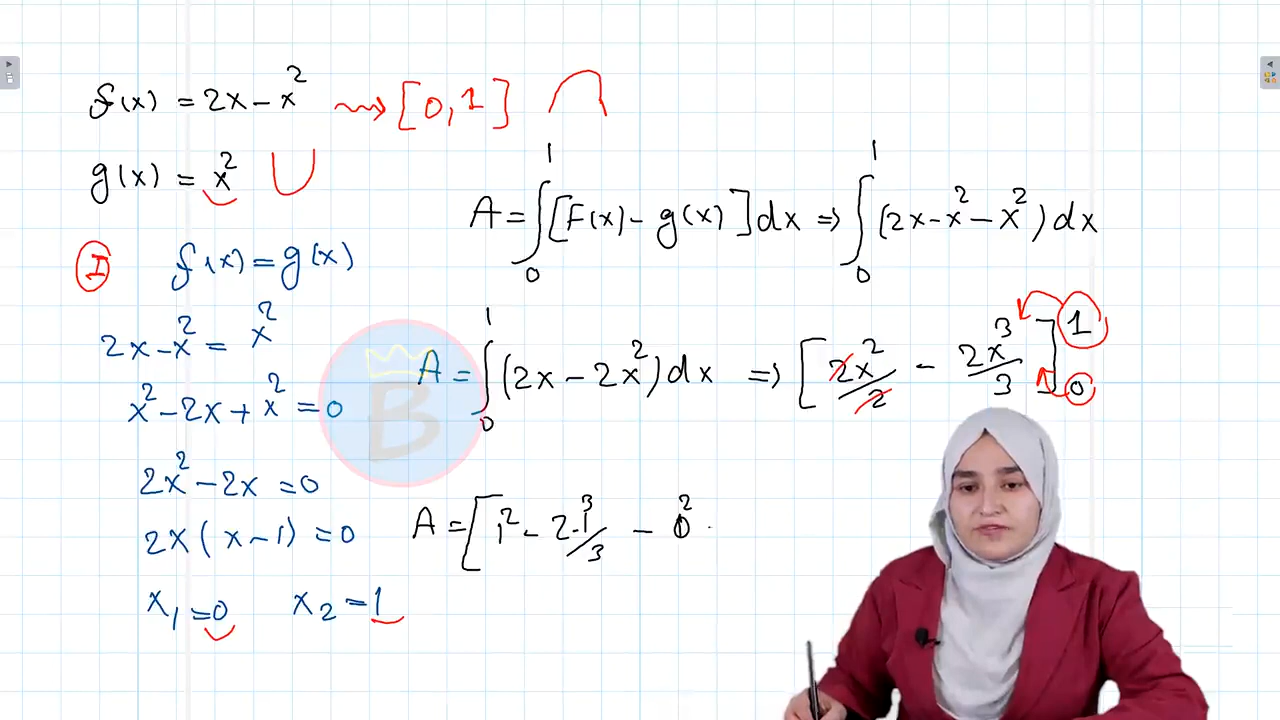 f(x) = 2x - x² ⇝ [0,1]
g(x) = x²
I f(x) = g(x)
2x - x² = x²
x² - 2x + x² = 0
2x² - 2x = 0
2x(x-1) = 0
x₁ = 0 x₂ = 1
A = ∫₀¹ [F(x) - g(x)] dx ⇒ ∫₀¹ (2x - x² - x²) dx
A = ∫₀¹ (2x - 2x²) dx ⇒ [2x²/2 - 2x³/3]₀¹
A = [1² - 2·1³/3 - 0²
B